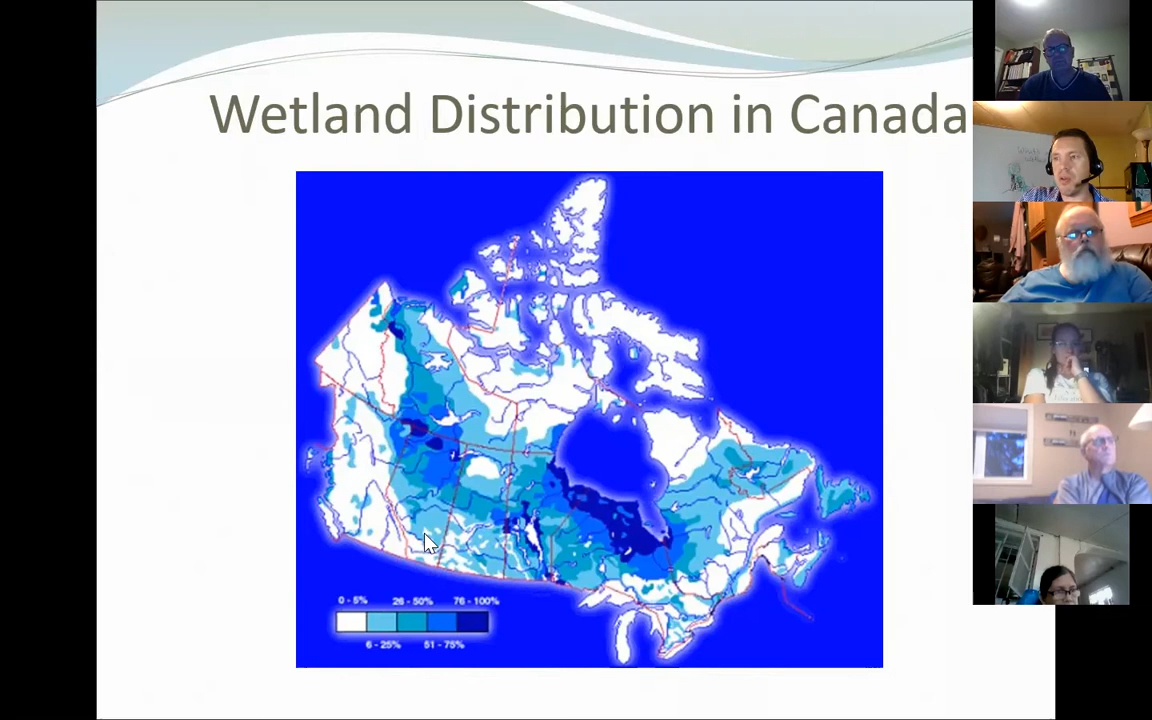 Wetland Distribution in Canada
0 - 5% 26 - 50% 76 - 100%
6 - 25% 51 - 75%